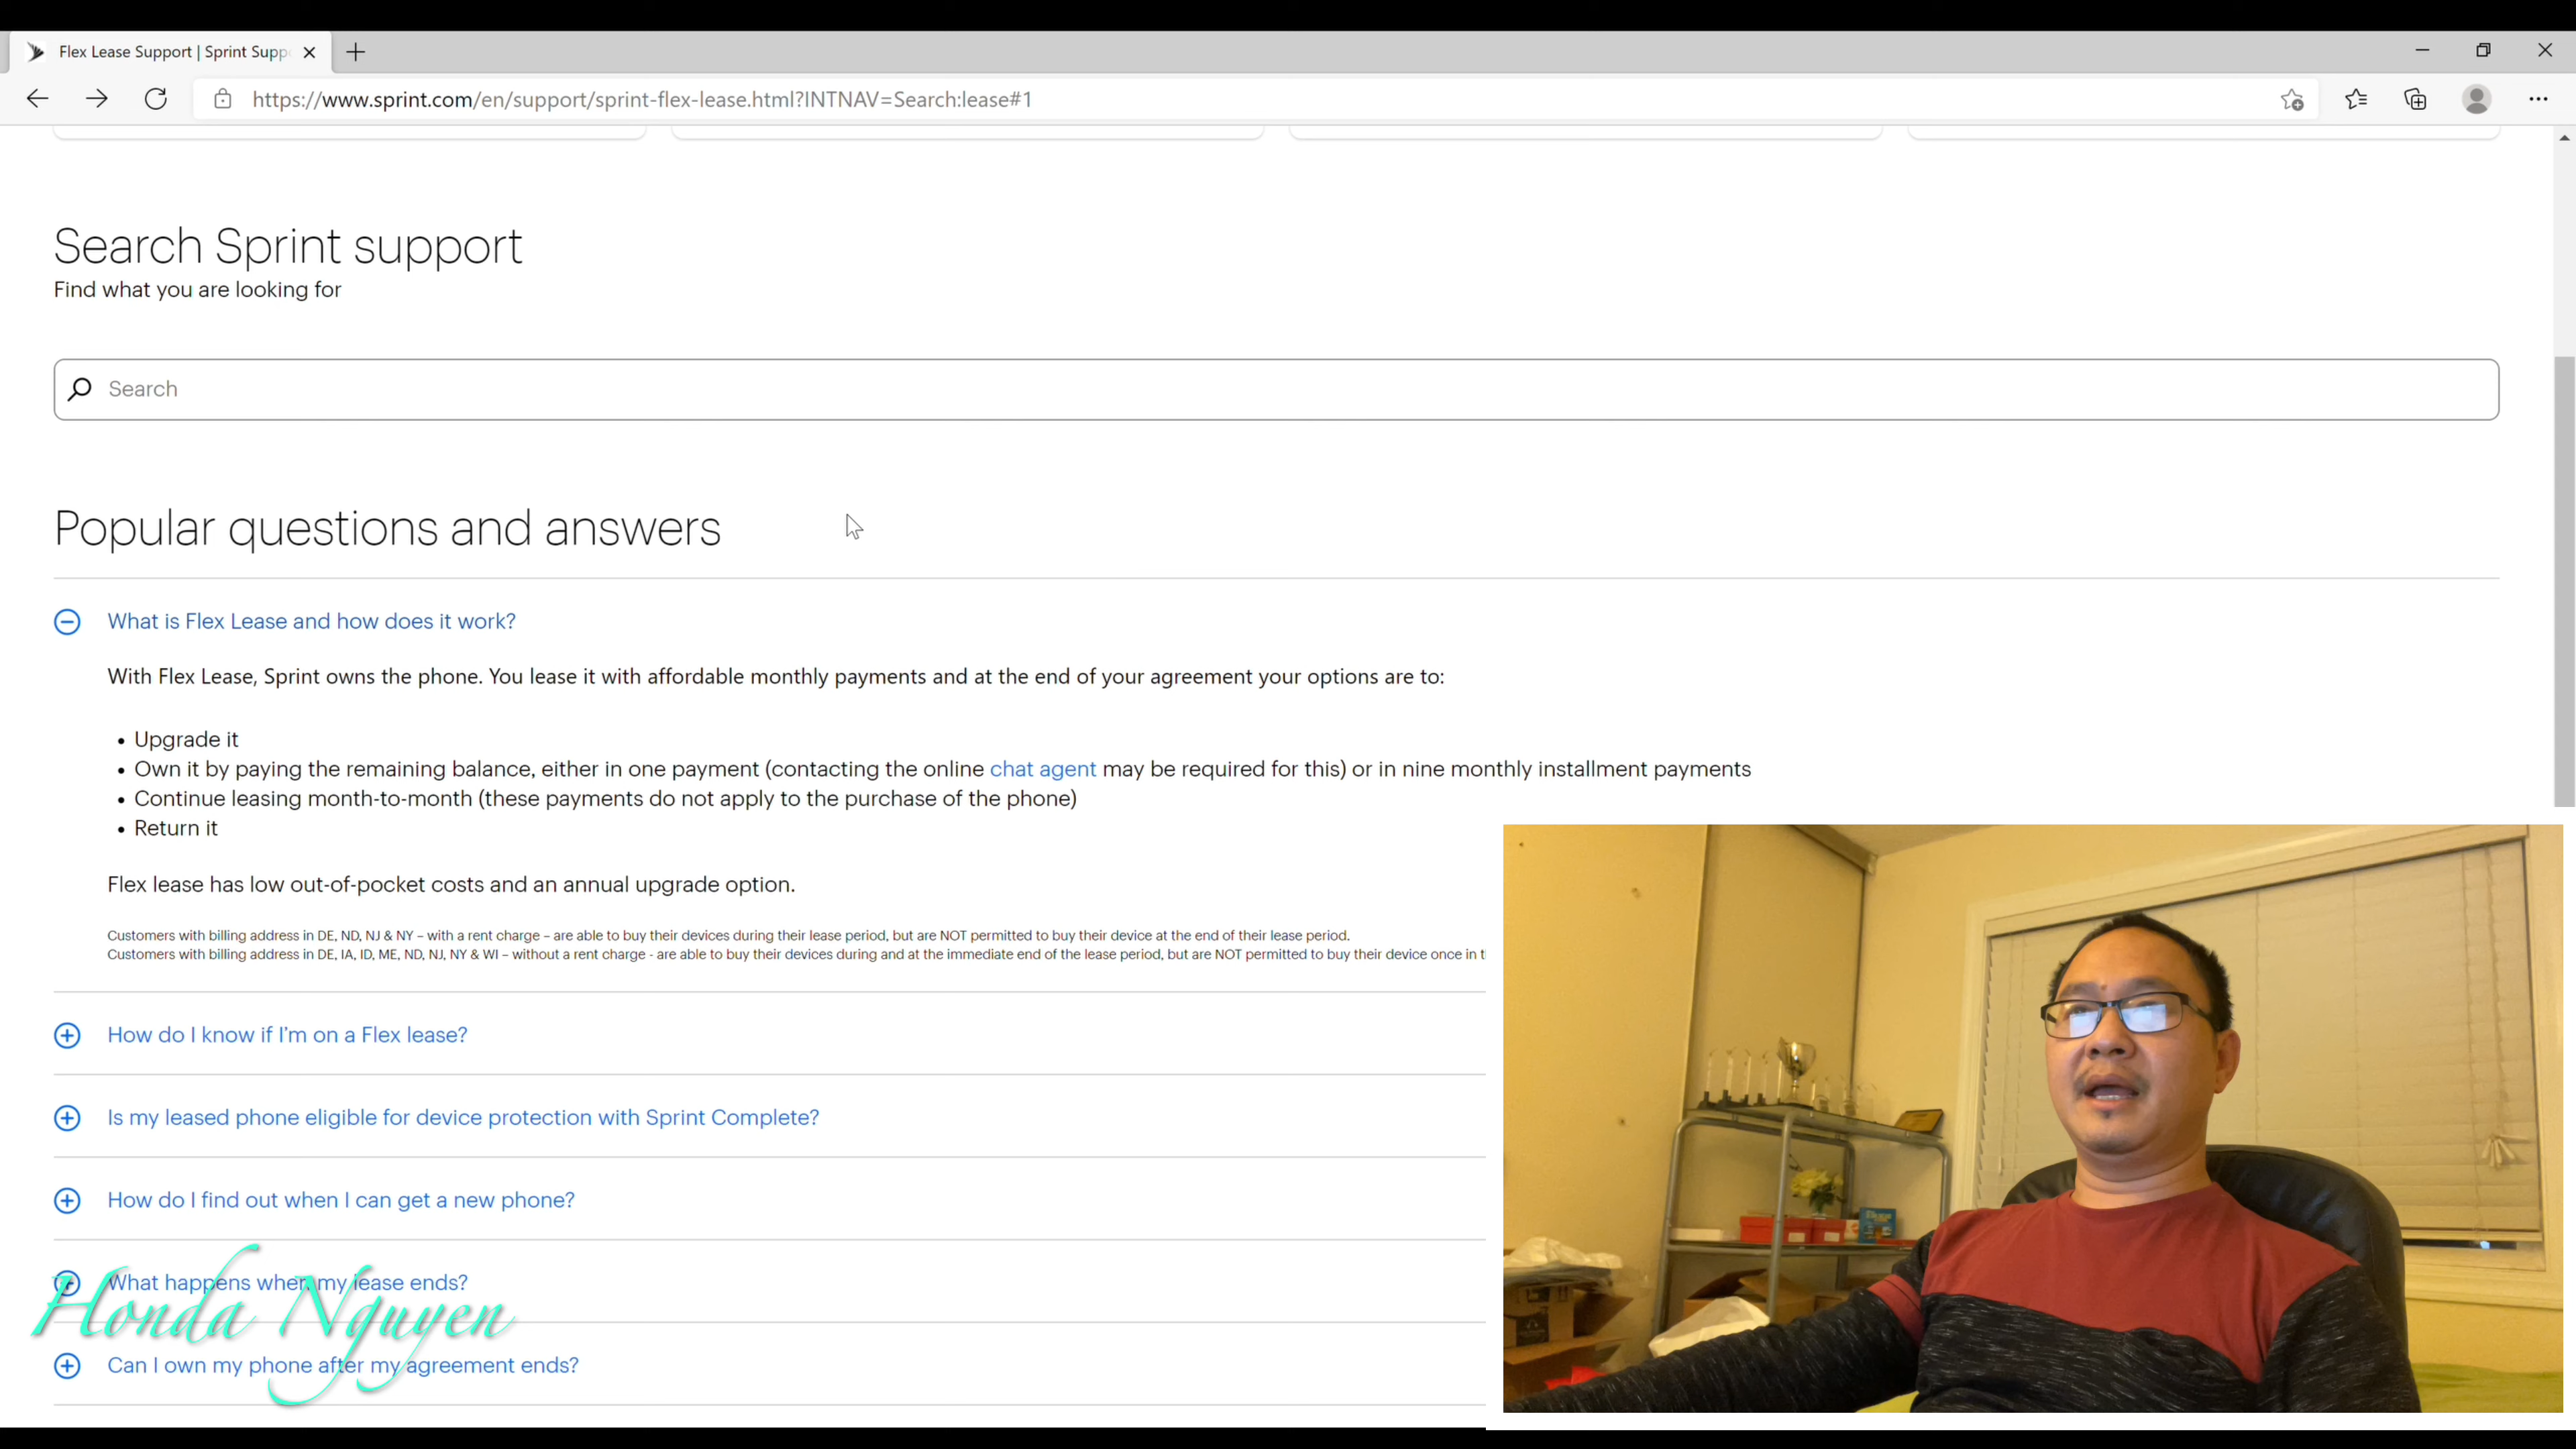 Flex Lease Support | Sprint Supp
https://www.sprint.com/en/support/sprint-flex-lease.html?INTNAV=Search:lease#1
Search Sprint support
Find what you are looking for
Search
Popular questions and answers
What is Flex Lease and how does it work?
With Flex Lease, Sprint owns the phone. You lease it with affordable monthly payments and at the end of your agreement your options are to:
• Upgrade it
• Own it by paying the remaining balance, either in one payment (contacting the online chat agent may be required for this) or in nine monthly installment payments
• Continue leasing month-to-month (these payments do not apply to the purchase of the phone)
• Return it
Flex lease has low out-of-pocket costs and an annual upgrade option.
Customers with billing address in DE, ND, NJ & NY – with a rent charge – are able to buy their devices during their lease period, but are NOT permitted to buy their device at the end of their lease period.
Customers with billing address in DE, IA, ID, ME, ND, NJ, NY & WI – without a rent charge - are able to buy their devices during and at the immediate end of the lease period, but are NOT permitted to buy their device once in t
How do I know if I'm on a Flex lease?
Is my leased phone eligible for device protection with Sprint Complete?
How do I find out when I can get a new phone?
What happens when my lease ends?
Honda Nguyen
Can I own my phone after my agreement ends?